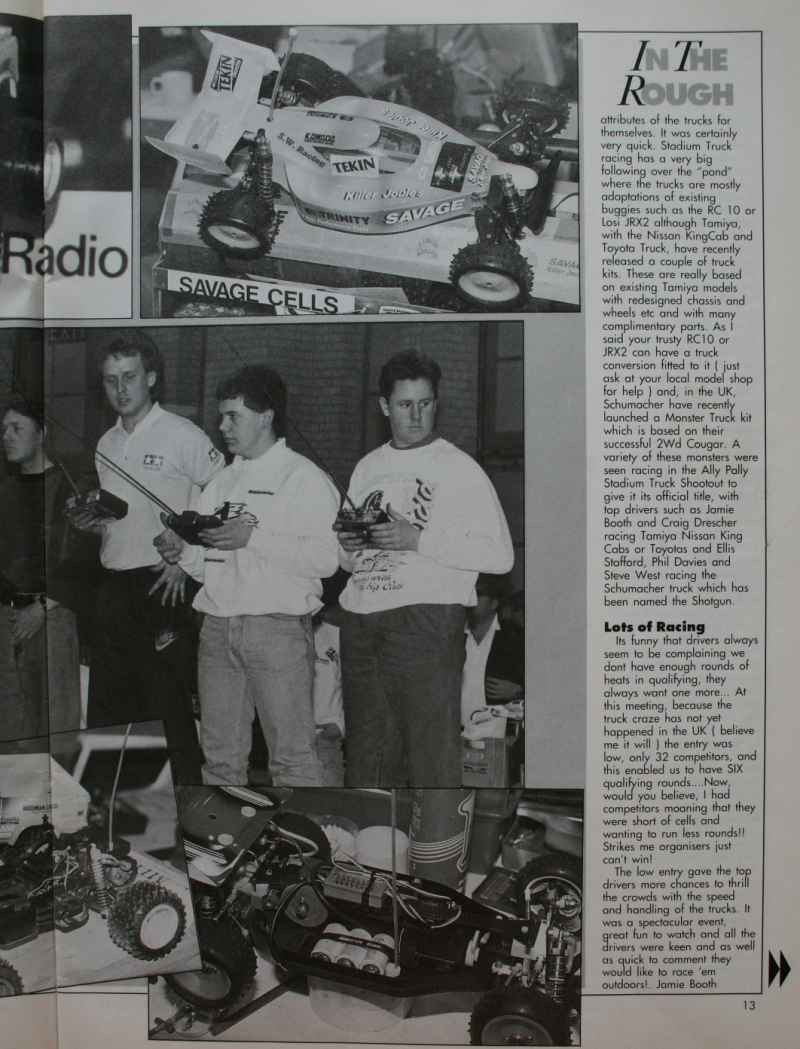 IN THE
ROUGH
attributes of the trucks for
themselves. It was certainly
very quick. Stadium Truck
racing has a very big
following over the "pond"
where the trucks are mostly
adaptations of existing
buggies such as the RC 10 or
Losi JRX2 although Tamiya,
with the Nissan KingCab and
Toyota Truck, have recently
released a couple of truck
kits. These are really based
on existing Tamiya models
with redesigned chassis and
wheels etc and with many
complimentary parts. As I
said your trusty RC10 or
JRX2 can have a truck
conversion fitted to it ( just
ask at your local model shop
for help ) and, in the UK,
Schumacher have recently
launched a Monster Truck kit
which is based on their
successful 2Wd Cougar. A
variety of these monsters were
seen racing in the Ally Pally
Stadium Truck Shootout to
give it its official title, with
top drivers such as Jamie
Booth and Craig Drescher
racing Tamiya Nissan King
Cabs or Toyotas and Ellis
Stafford, Phil Davies and
Steve West racing the
Schumacher truck which has
been named the Shotgun.
Lots of Racing
Its funny that drivers always
seem to be complaining we
dont have enough rounds of
heats in qualifying, they
always want one more... At
this meeting, because the
truck craze has not yet
happened in the UK ( believe
me it will ) the entry was
low, only 32 competitors, and
this enabled us to have SIX
qualifying rounds....Now,
would you believe, I had
competitors moaning that they
were short of cells and
wanting to run less rounds!!
Strikes me organisers just
can't win!
The low entry gave the top
drivers more chances to thrill
the crowds with the speed
and handling of the trucks. It
was a spectacular event,
great fun to watch and all the
drivers were keen and as well
as quick to comment they
would like to race 'em
outdoors!. Jamie Booth
13
TEKIN
S.W. Racing
TEKIN
TRINITY
SAVAGE
SAVAGE CELLS
Radio